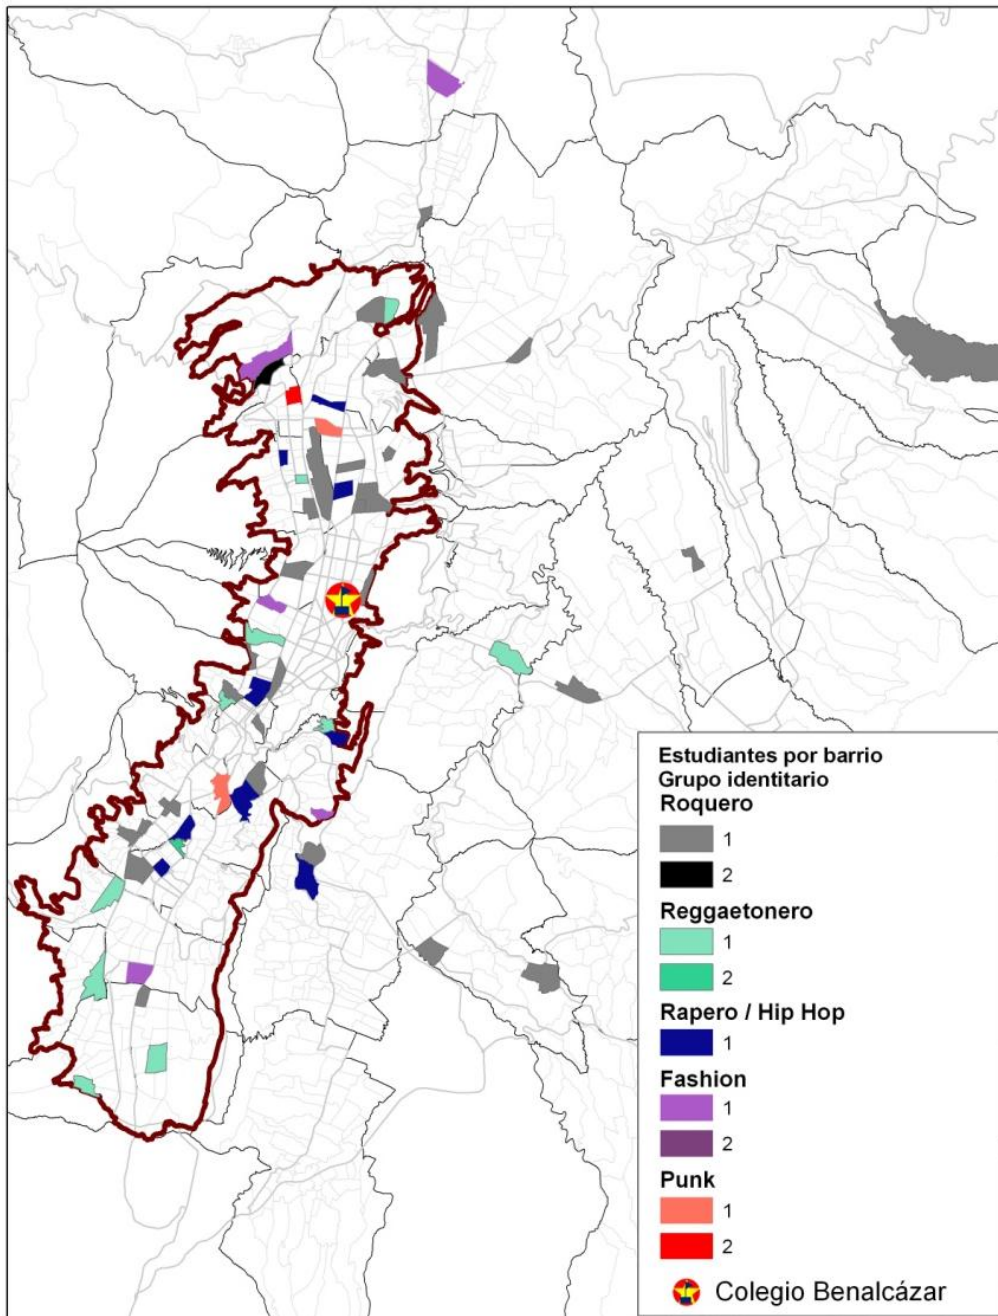 Estudiantes por barrio
Grupo identitario
Roquero
1
2
Reggaetonero
1
2
Rapero / Hip Hop
1
Fashion
1
2
Punk
1
2
Colegio Benalcázar